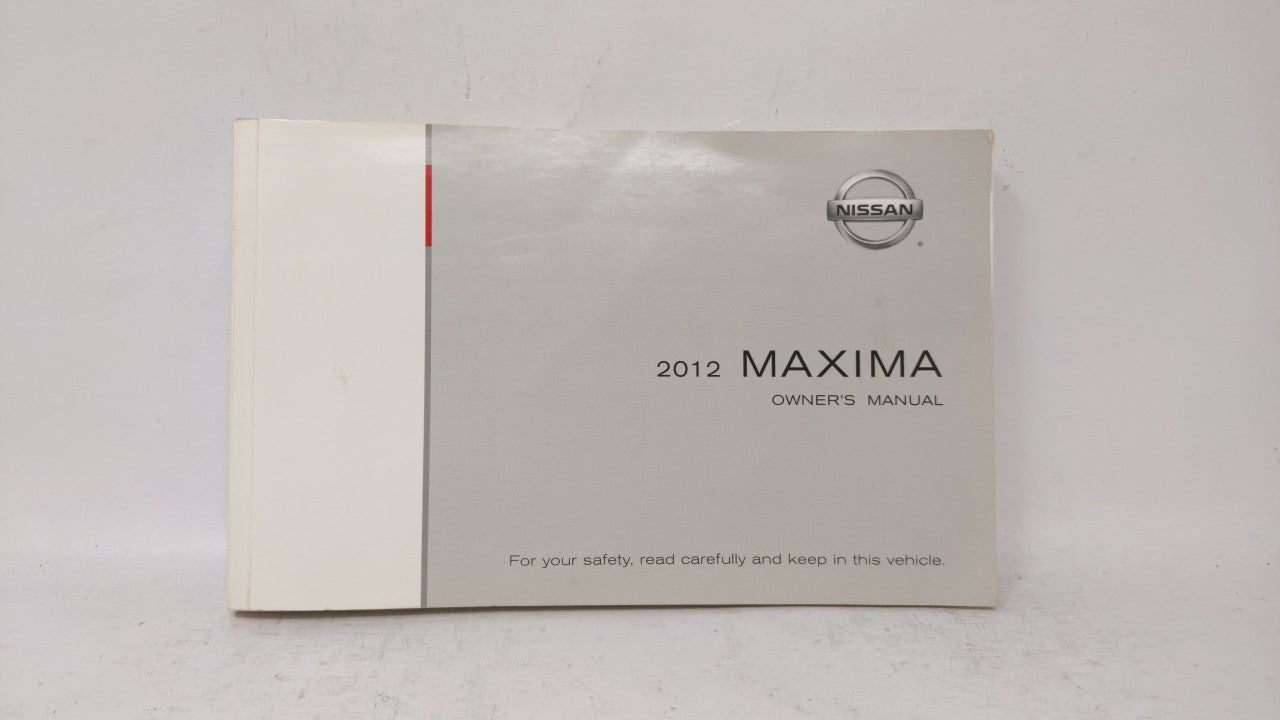 NISSAN
®
2012 MAXIMA
OWNER'S MANUAL
For your safety, read carefully and keep in this vehicle.